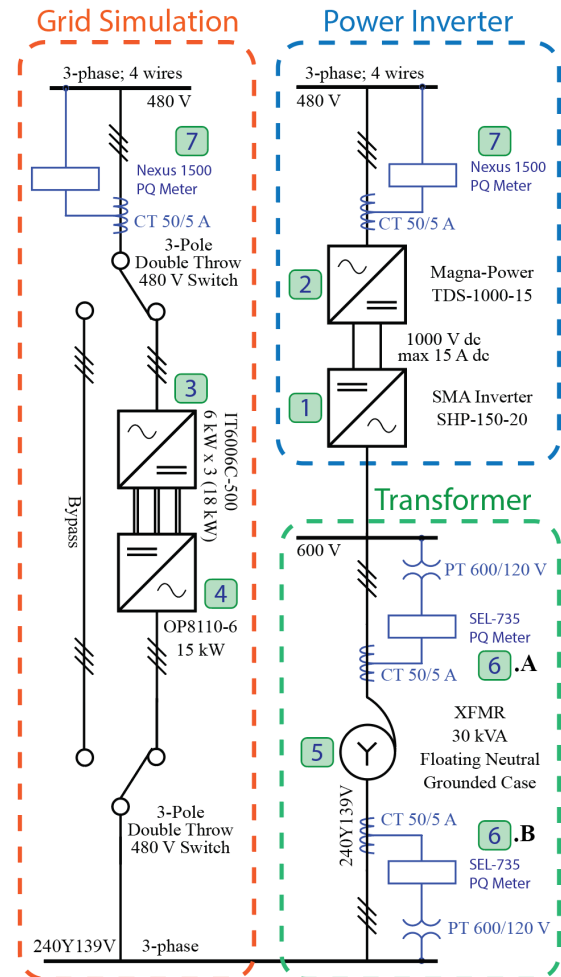 Grid Simulation
3-phase; 4 wires
480 V
7
Nexus 1500
PQ Meter
CT 50/5 A
3-Pole
Double Throw
480 V Switch
3
IT6006C-500
6 kW x 3 (18 kW)
Bypass
4
OP8110-6
15 kW
3-Pole
Double Throw
480 V Switch
240Y139V
3-phase
Power Inverter
3-phase; 4 wires
480 V
7
Nexus 1500
PQ Meter
CT 50/5 A
2
Magna-Power
TDS-1000-15
1000 V dc
max 15 A dc
1
SMA Inverter
SHP-150-20
Transformer
600 V
PT 600/120 V
SEL-735
PQ Meter
6.A
CT 50/5 A
5
XFMR
30 kVA
Floating Neutral
Grounded Case
240Y139V
CT 50/5 A
6.B
SEL-735
PQ Meter
PT 600/120 V